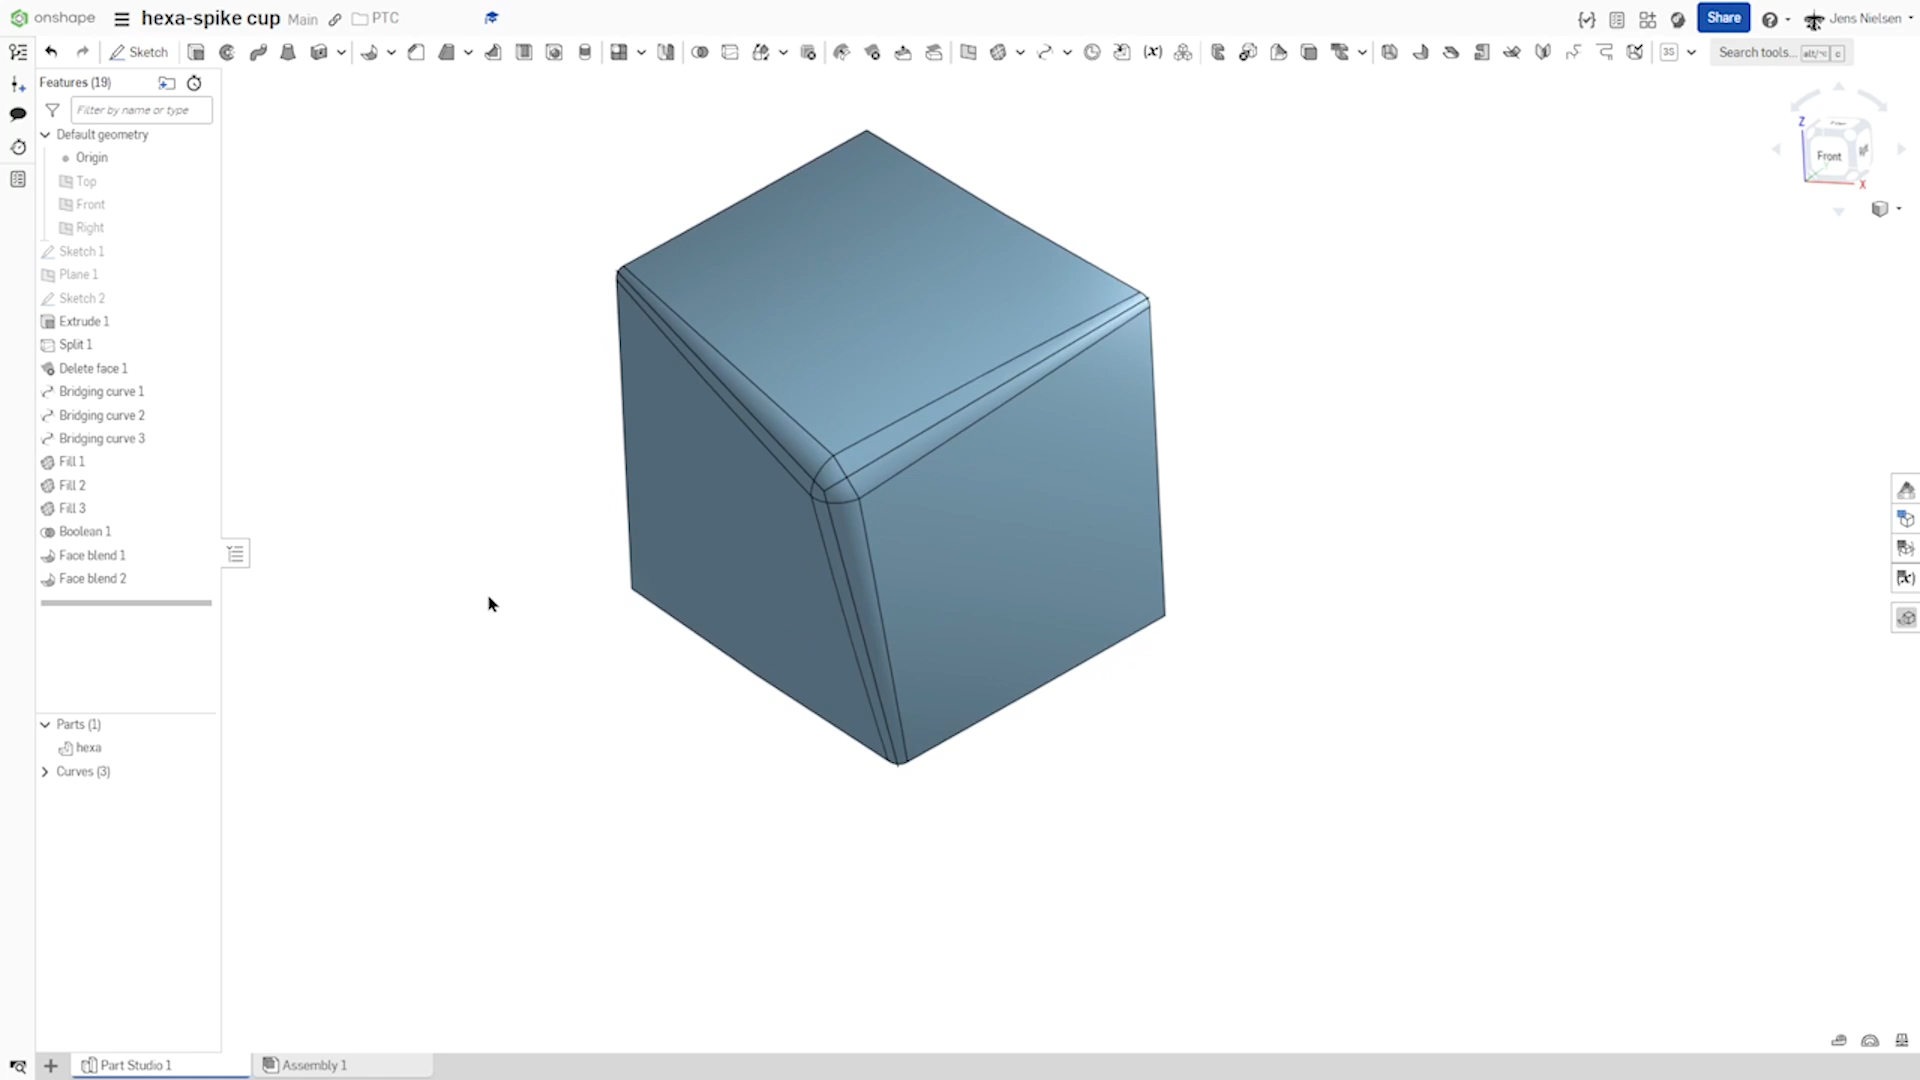 onshape
hexa-spike cup Main PTC
Share
Jens Nielsen
Sketch
(x)
3S
Search tools... alt/⌥ c
Features (19)
Filter by name or type
Default geometry
Origin
Top
Front
Right
Sketch 1
Plane 1
Sketch 2
Extrude 1
Split 1
Delete face 1
Bridging curve 1
Bridging curve 2
Bridging curve 3
Fill 1
Fill 2
Fill 3
Boolean 1
Face blend 1
Face blend 2
Parts (1)
hexa
Curves (3)
Z
Front
X
Part Studio 1
Assembly 1